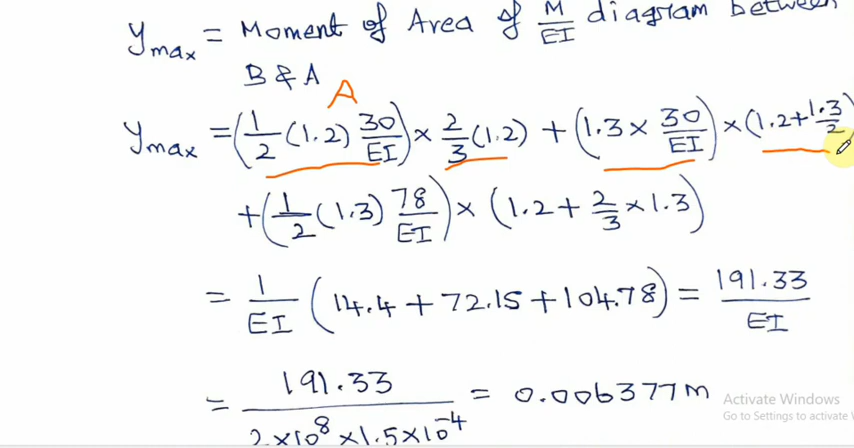 y max = Moment of Area of M/EI diagram between
B & A
A
y max = (1/2 (1.2) 30/EI) × 2/3 (1.2) + (1.3 × 30/EI) × (1.2 + 1.3/2)
+ (1/2 (1.3) 78/EI) × (1.2 + 2/3 × 1.3)
= 1/EI (14.4 + 72.15 + 104.78) = 191.33/EI
= 191.33 / 2×10^8 × 1.5×10^-4 = 0.006377m
Activate Windows
Go to Settings to activate W